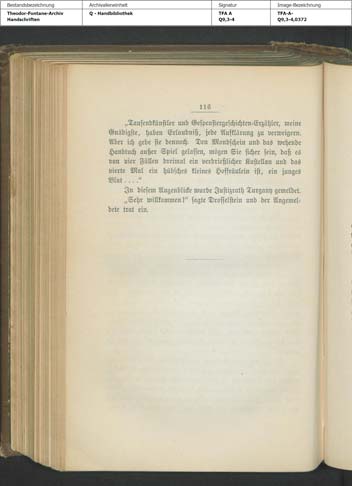 Bestandsbezeichnung
Theodor-Fontane-Archiv
Handschriften
Archivalieneinheit
Q - Handbibliothek
Signatur
TFA A
Q9,3-4
Image-Bezeichnung
TFA-A-
Q9,3-4,0372
116
„Tausendkünstler und Gespenstergeschichten-Erzähler, meine
Gnädigste, haben Erlaubniß, jede Aufklärung zu verweigern.
Aber ich gebe sie dennoch. Den Mondschein und das wehende
Handtuch außer Spiel gelassen, mögen Sie sicher sein, daß es
von vier Fällen dreimal ein verdrießlicher Kastellan und das
vierte Mal ein hübsches kleines Hoffräulein ist, ein junges
Blut . . . .“
In diesem Augenblicke wurde Justizrath Turgany gemeldet.
„Sehr willkommen!“ sagte Drosselstein und der Angemel-
dete trat ein.